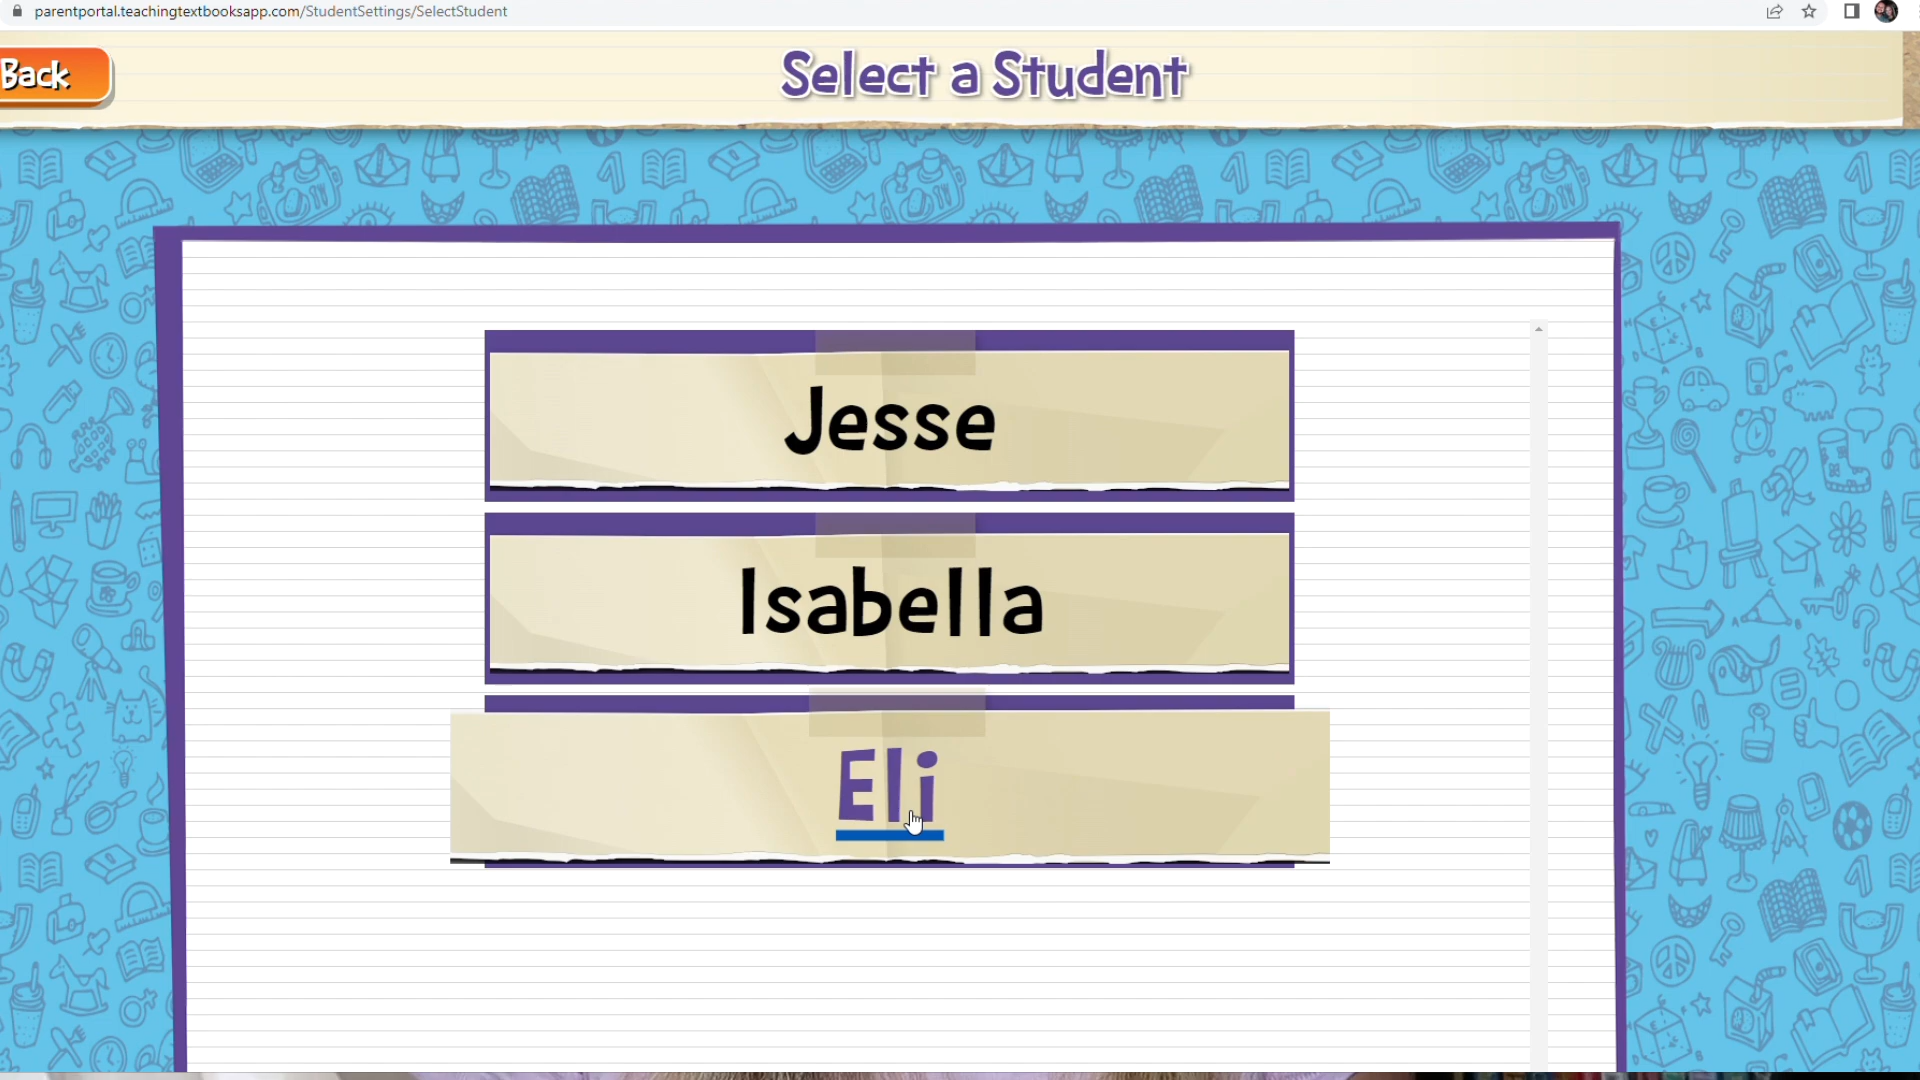 parentportal.teachingtextbooksapp.com/StudentSettings/SelectStudent
Back
Select a Student
Jesse
Isabella
Eli